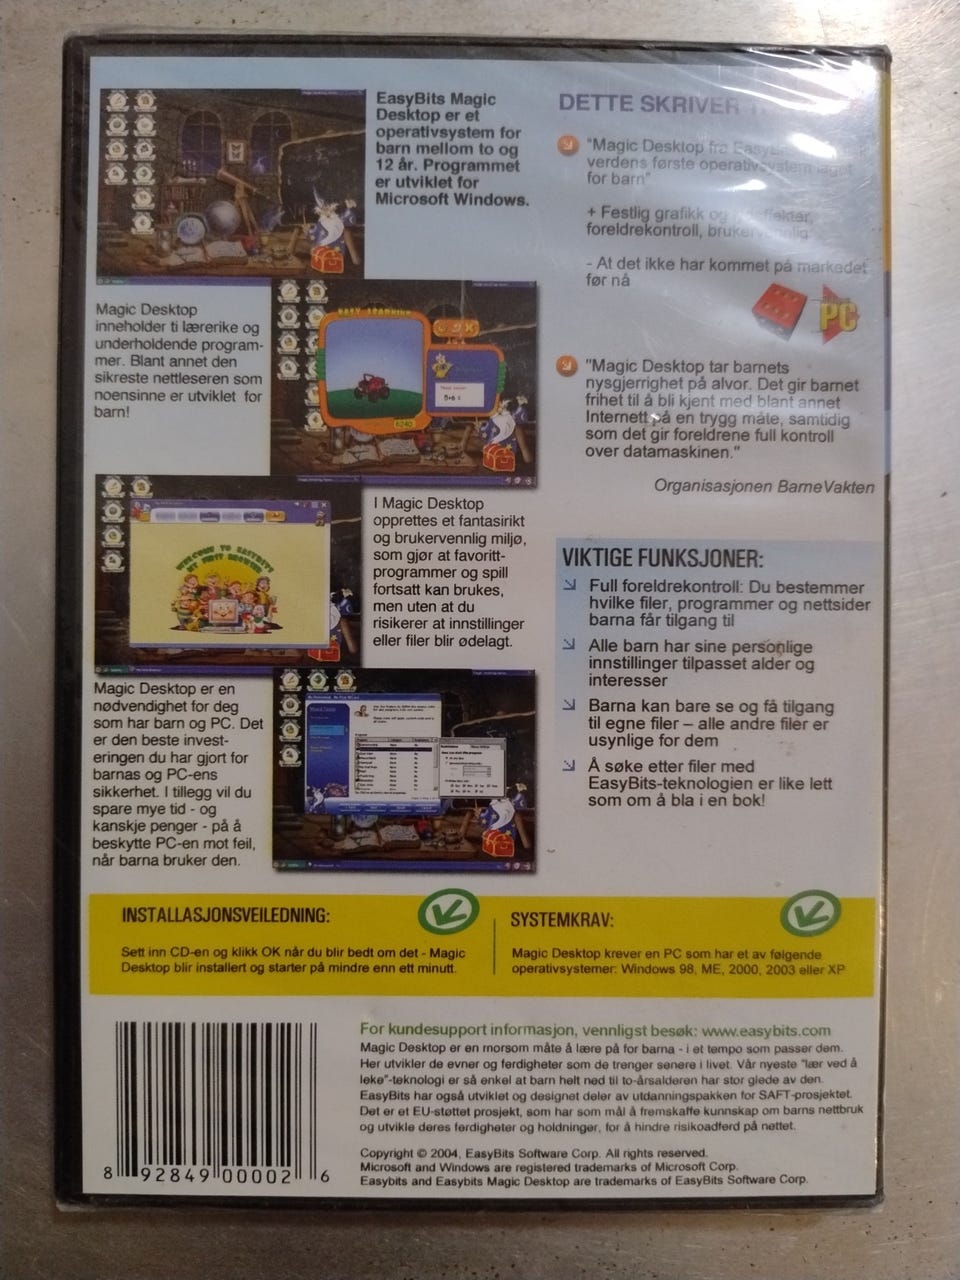 EasyBits Magic
Desktop er et
operativsystem for
barn mellom to og
12 år. Programmet
er utviklet for
Microsoft Windows.
Magic Desktop
inneholder ti lærerike og
underholdende program-
mer. Blant annet den
sikreste nettleseren som
noensinne er utviklet for
barn!
EASY LEARNING
5+6 =
6240
I Magic Desktop
opprettes et fantasirikt
og brukervennlig miljø,
som gjør at favoritt-
programmer og spill
fortsatt kan brukes,
men uten at du
risikerer at innstillinger
eller filer blir ødelagt.
WELCOME TO EASYBITS
MY FIRST BROWSER
Magic Desktop er en
nødvendighet for deg
som har barn og PC. Det
er den beste invest-
eringen du har gjort for
barnas og PC-ens
sikkerhet. I tillegg vil du
spare mye tid - og
kanskje penger - på å
beskytte PC-en mot feil,
når barna bruker den.
DETTE SKRIVER
"Magic Desktop fra EasyBits
verdens første operativsystem laget
for barn"
+ Festlig grafikk og
foreldrekontroll, brukervennlig
- At det ikke har kommet på markedet
før nå
PC
"Magic Desktop tar barnets
nysgjerrighet på alvor. Det gir barnet
frihet til å bli kjent med blant annet
Internett på en trygg måte, samtidig
som det gir foreldrene full kontroll
over datamaskinen."
Organisasjonen BarneVakten
VIKTIGE FUNKSJONER:
Full foreldrekontroll: Du bestemmer
hvilke filer, programmer og nettsider
barna får tilgang til
Alle barn har sine personlige
innstillinger tilpasset alder og
interesser
Barna kan bare se og få tilgang
til egne filer – alle andre filer er
usynlige for dem
Å søke etter filer med
EasyBits-teknologien er like lett
som om å bla i en bok!
INSTALLASJONSVEILEDNING:
Sett inn CD-en og klikk OK når du blir bedt om det - Magic
Desktop blir installert og starter på mindre enn ett minutt.
SYSTEMKRAV:
Magic Desktop krever en PC som har et av følgende
operativsystemer: Windows 98, ME, 2000, 2003 eller XP
For kundesupport informasjon, vennligst besøk: www.easybits.com
Magic Desktop er en morsom måte å lære på for barna - i et tempo som passer dem.
Her utvikler de evner og ferdigheter som de trenger senere i livet. Vår nyeste "lær ved å
leke"-teknologi er så enkel at barn helt ned til to-årsalderen har stor glede av den.
EasyBits har også utviklet og designet deler av utdanningspakken for SAFT-prosjektet.
Det er et EU-støttet prosjekt, som har som mål å fremskaffe kunnskap om barns nettbruk
og utvikle deres ferdigheter og holdninger, for å hindre risikoadferd på nettet.
Copyright © 2004, EasyBits Software Corp. All rights reserved.
Microsoft and Windows are registered trademarks of Microsoft Corp.
Easybits and Easybits Magic Desktop are trademarks of EasyBits Software Corp.
8 92849 00002 6